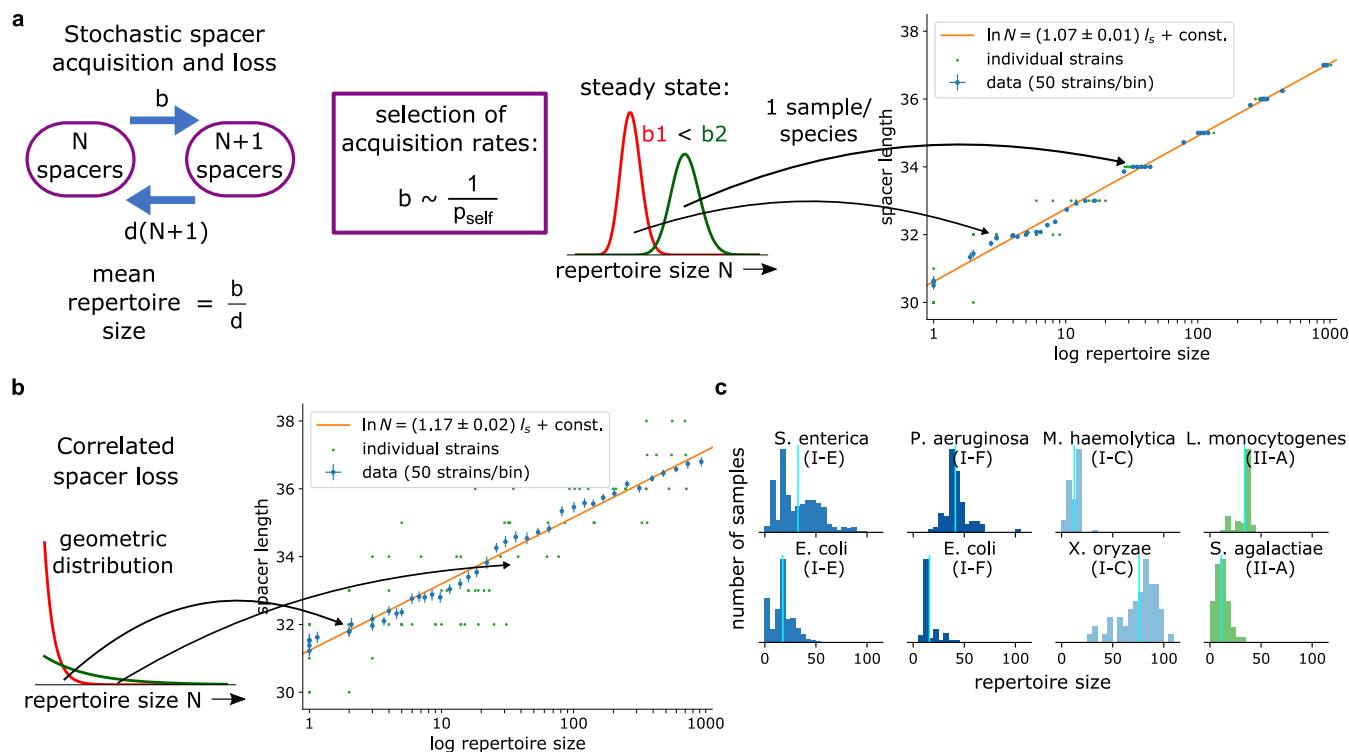 a
Stochastic spacer
acquisition and loss
b
N
spacers
N+1
spacers
d(N+1)
mean
repertoire
size
= b/d
selection of
acquisition rates:
b ~ 1/p_self
steady state:
b1 < b2
repertoire size N
1 sample/
species
ln N = (1.07 ± 0.01) l_s + const.
individual strains
data (50 strains/bin)
spacer length
38
36
34
32
30
1 10 100 1000
log repertoire size
b
Correlated
spacer loss
geometric
distribution
repertoire size N
ln N = (1.17 ± 0.02) l_s + const.
individual strains
data (50 strains/bin)
spacer length
38
36
34
32
30
1 10 100 1000
log repertoire size
c
number of samples
S. enterica
(I-E)
P. aeruginosa
(I-F)
M. haemolytica
(I-C)
L. monocytogenes
(II-A)
E. coli
(I-E)
E. coli
(I-F)
X. oryzae
(I-C)
S. agalactiae
(II-A)
0 50 100
0 50 100
0 50 100
0 50 100
repertoire size